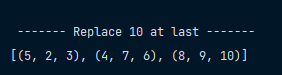 ------- Replace 10 at last -------
[(5, 2, 3), (4, 7, 6), (8, 9, 10)]